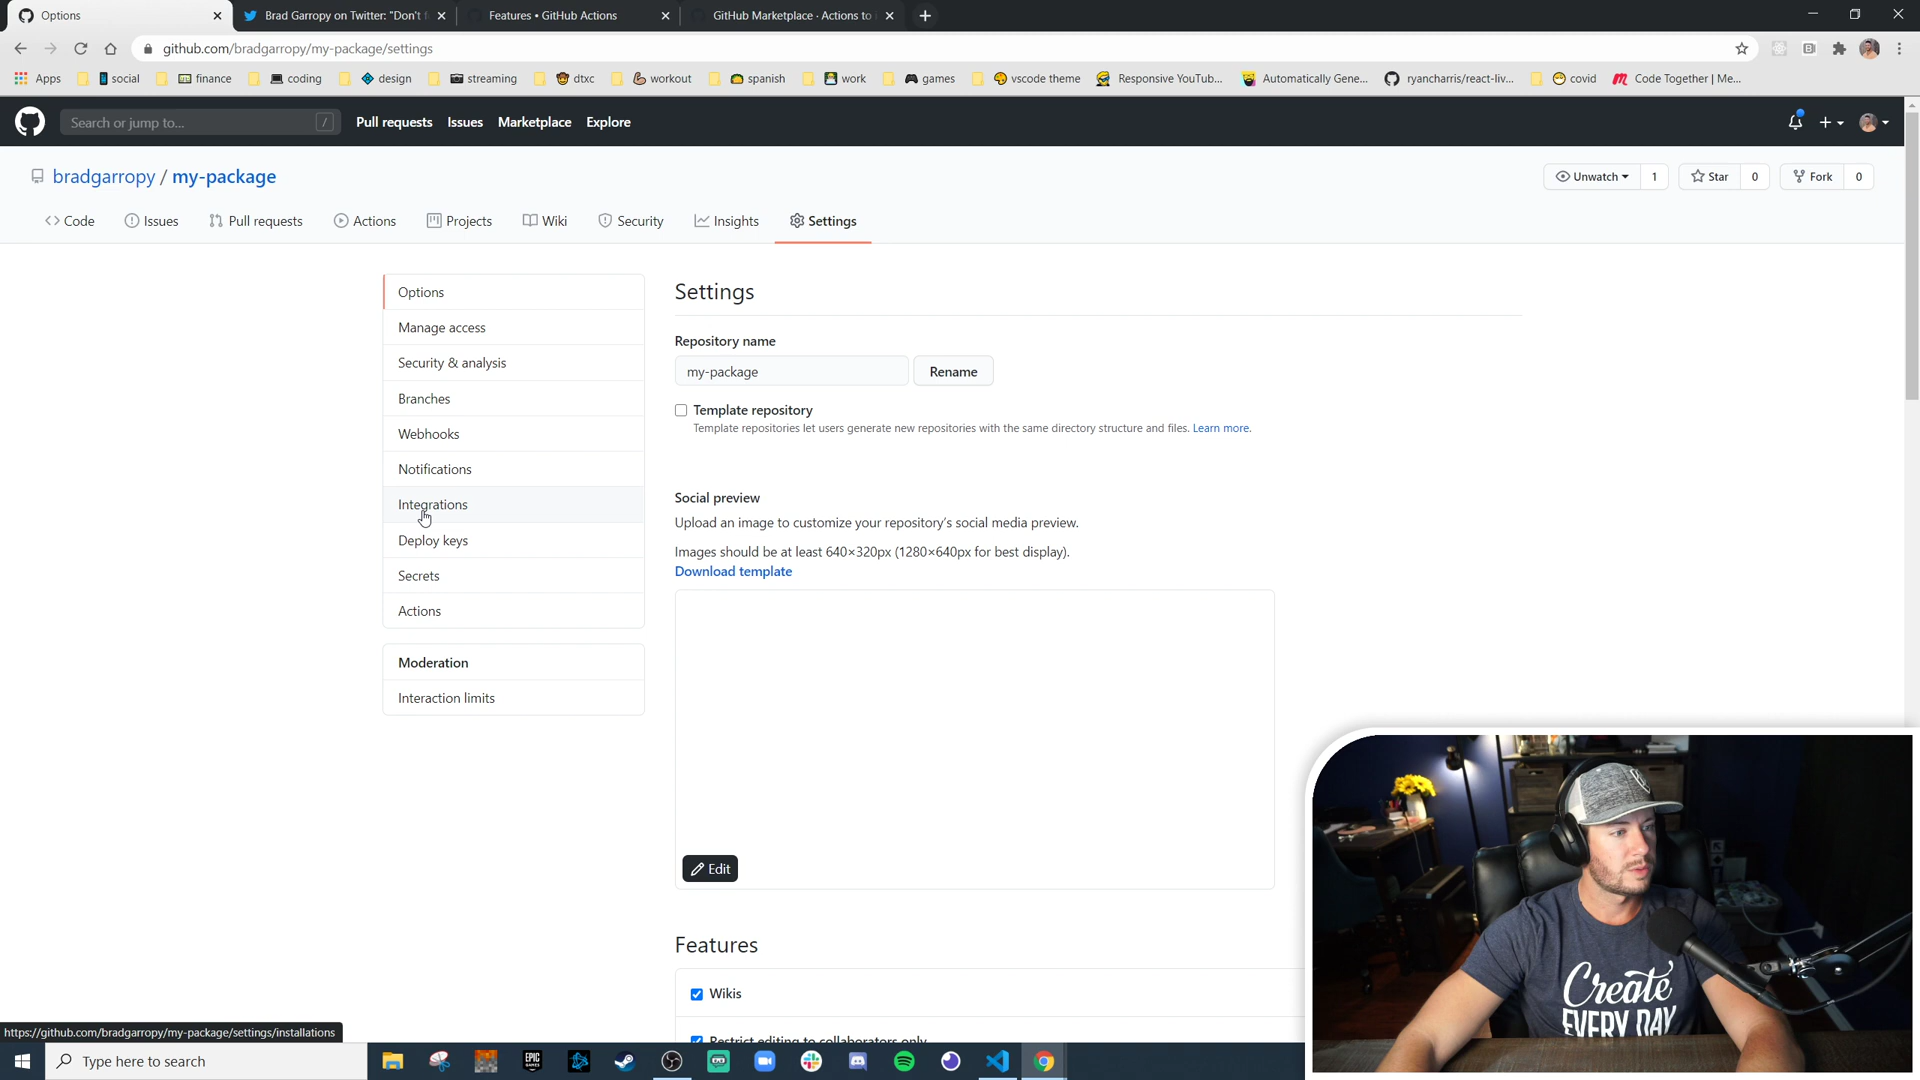 Options
Brad Garropy on Twitter: "Don't f
Features • GitHub Actions
GitHub Marketplace · Actions to
github.com/bradgarropy/my-package/settings
Apps
social
finance
coding
design
streaming
dtxc
workout
spanish
work
games
vscode theme
Responsive YouTub...
Automatically Gene...
ryancharris/react-liv...
covid
Code Together | Me...
Search or jump to...
/
Pull requests
Issues
Marketplace
Explore
bradgarropy / my-package
Unwatch
1
Star
0
Fork
0
Code
Issues
Pull requests
Actions
Projects
Wiki
Security
Insights
Settings
Options
Manage access
Security & analysis
Branches
Webhooks
Notifications
Integrations
Deploy keys
Secrets
Actions
Moderation
Interaction limits
Settings
Repository name
my-package
Rename
Template repository
Template repositories let users generate new repositories with the same directory structure and files. Learn more.
Social preview
Upload an image to customize your repository's social media preview.
Images should be at least 640×320px (1280×640px for best display).
Download template
Edit
Features
Wikis
Restrict editing to collaborators only
Create
EVERY DAY
https://github.com/bradgarropy/my-package/settings/installations
Type here to search
EPIC
GAMES